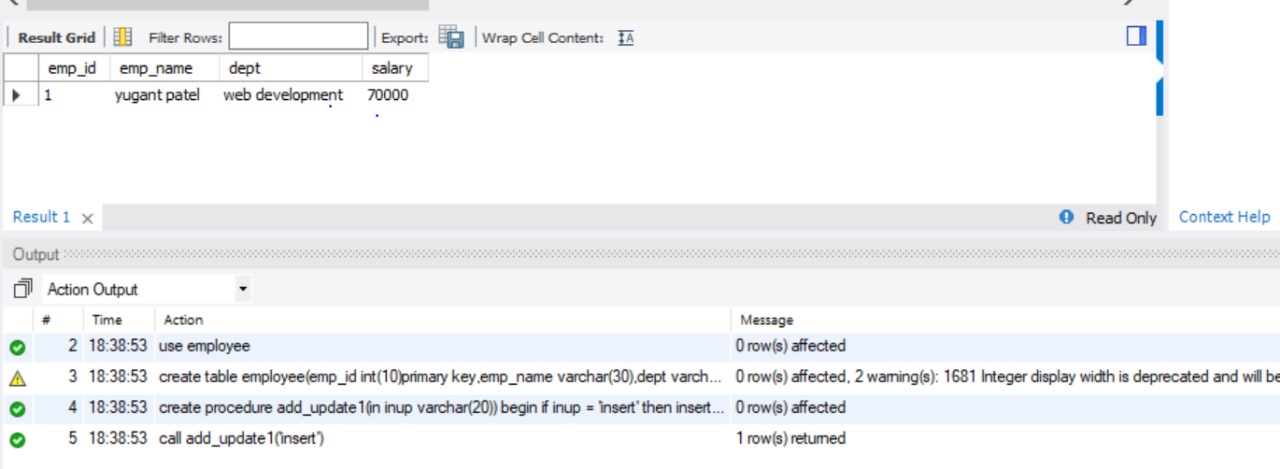 Result Grid Filter Rows: Export: Wrap Cell Content:
emp_id emp_name dept salary
1 yugant patel web development 70000
Result 1 Read Only Context Help
Output
Action Output
# Time Action Message
2 18:38:53 use employee 0 row(s) affected
3 18:38:53 create table employee(emp_id int(10)primary key,emp_name varchar(30),dept varch... 0 row(s) affected, 2 warning(s): 1681 Integer display width is deprecated and will be
4 18:38:53 create procedure add_update1(in inup varchar(20)) begin if inup = 'insert' then insert... 0 row(s) affected
5 18:38:53 call add_update1('insert') 1 row(s) returned